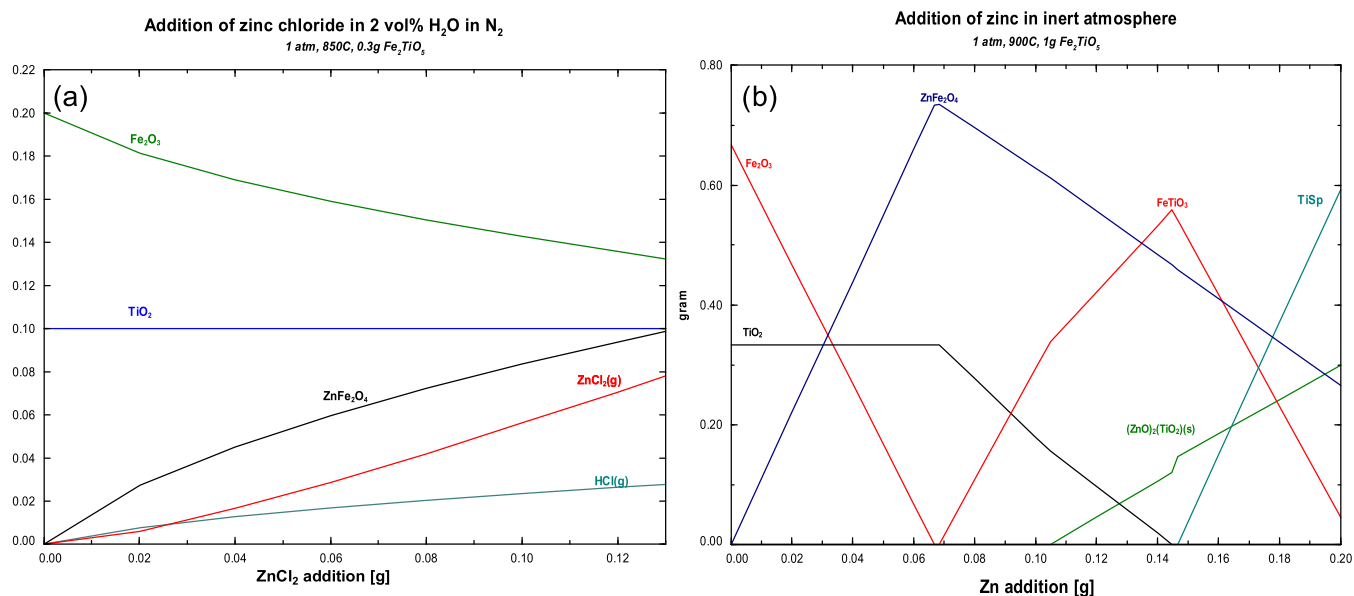 Addition of zinc chloride in 2 vol% H₂O in N₂
1 atm, 850C, 0.3g Fe₂TiO₅
(a)
0.22
0.20
0.18
0.16
0.14
0.12
0.10
0.08
0.06
0.04
0.02
0.00
Fe₂O₃
TiO₂
ZnFe₂O₄
ZnCl₂(g)
HCl(g)
0.00 0.02 0.04 0.06 0.08 0.10 0.12
ZnCl₂ addition [g]
Addition of zinc in inert atmosphere
1 atm, 900C, 1g Fe₂TiO₅
(b)
gram
0.80
0.60
0.40
0.20
0.00
ZnFe₂O₄
Fe₂O₃
FeTiO₃
TiSp
TiO₂
(ZnO)₂(TiO₂)(s)
0.00 0.02 0.04 0.06 0.08 0.10 0.12 0.14 0.16 0.18 0.20
Zn addition [g]